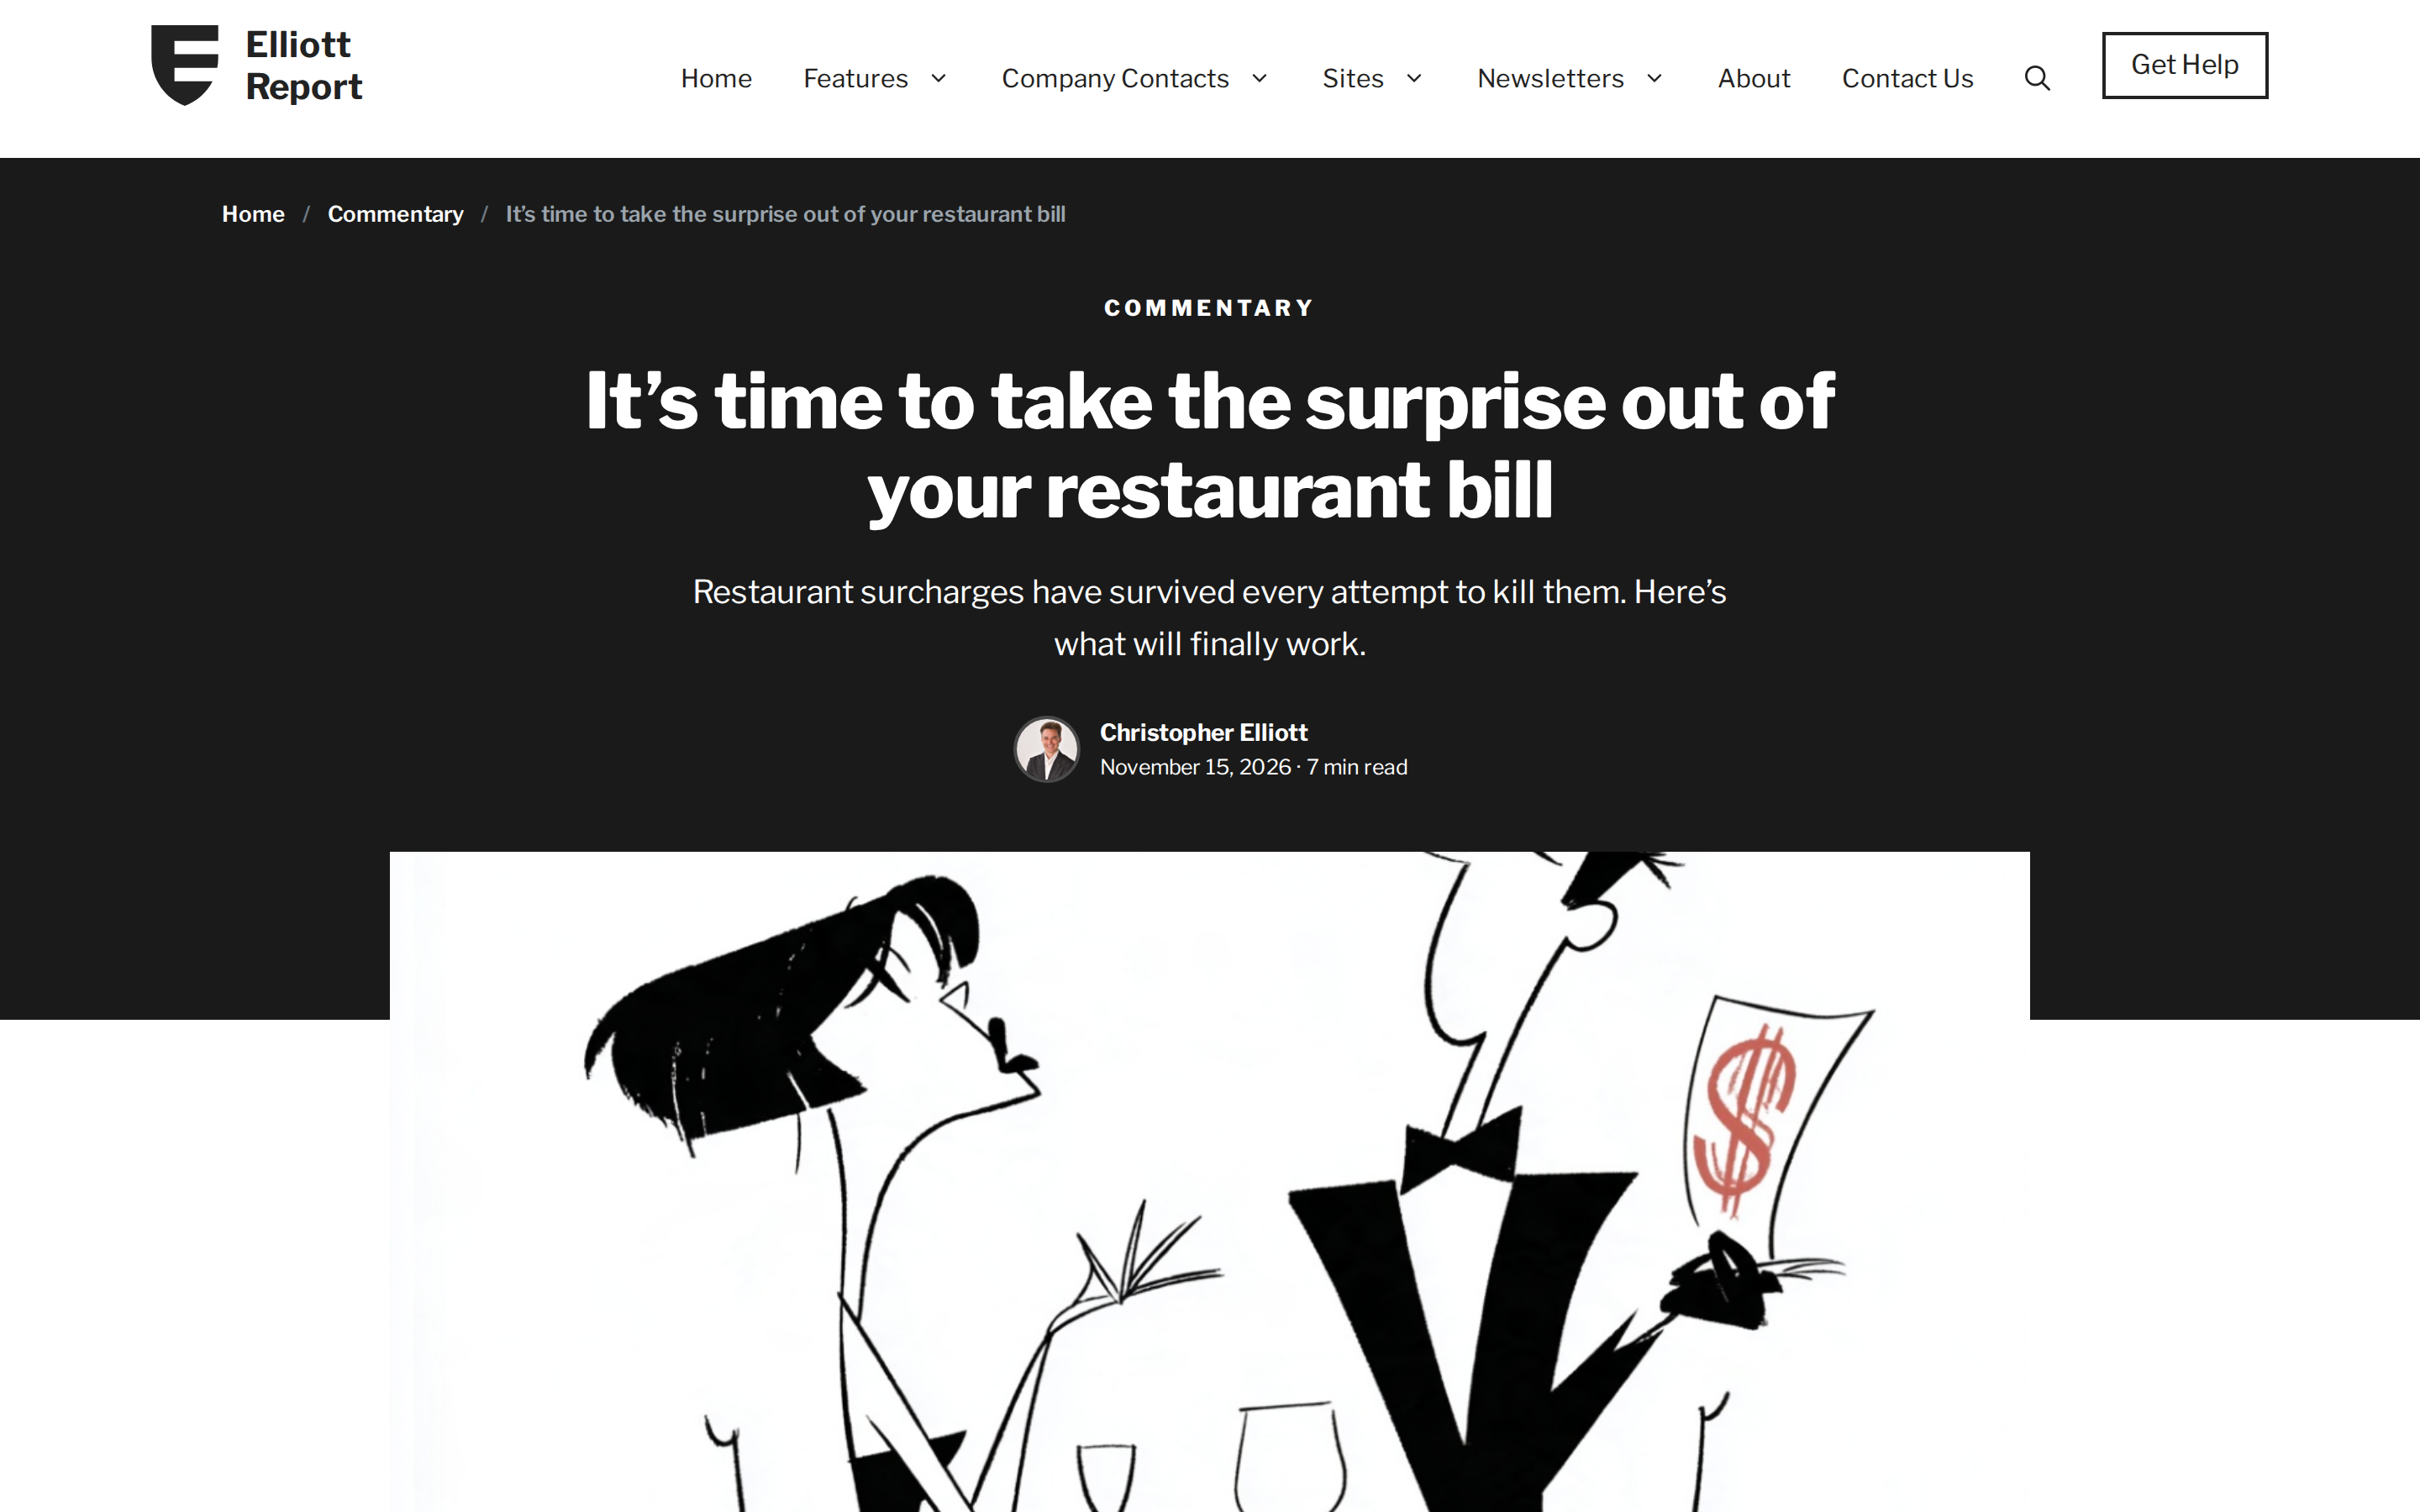 Elliott
Report
Home
Features
Company Contacts
Sites
Newsletters
About
Contact Us
Get Help
Home / Commentary / It’s time to take the surprise out of your restaurant bill
COMMENTARY
It’s time to take the surprise out of
your restaurant bill
Restaurant surcharges have survived every attempt to kill them. Here’s
what will finally work.
Christopher Elliott
November 15, 2026 · 7 min read
$